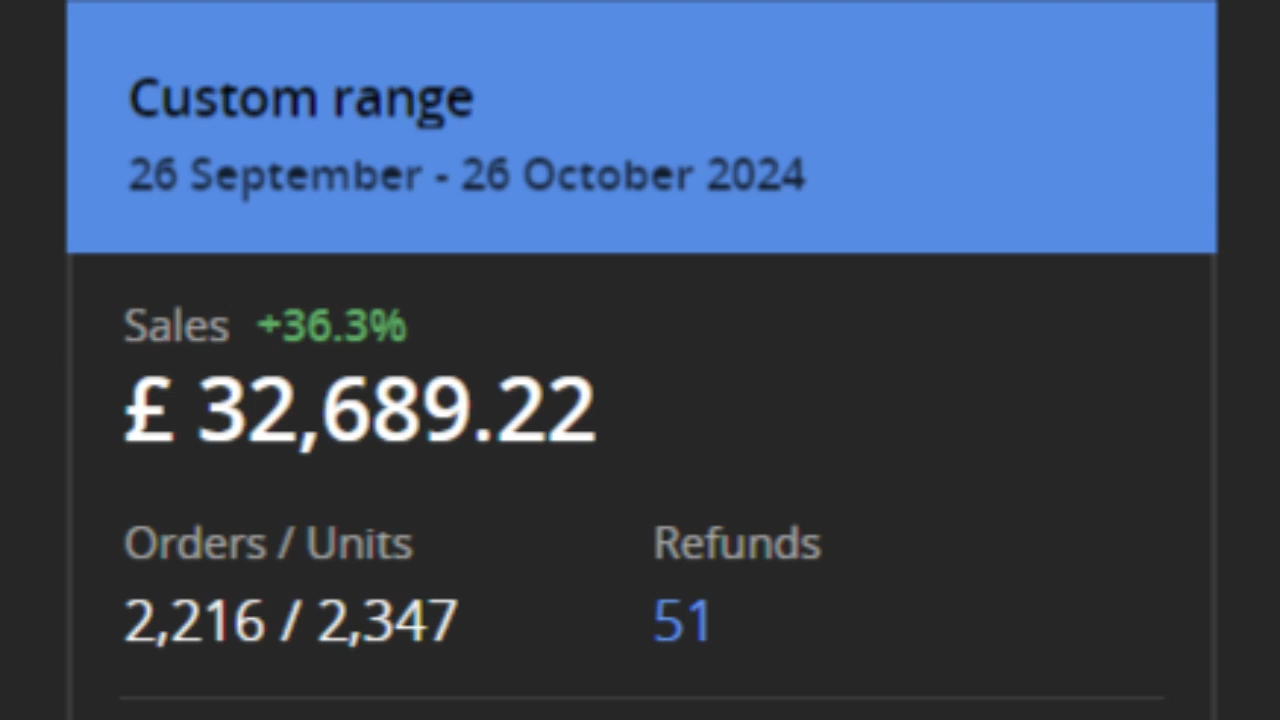 Custom range
26 September - 26 October 2024
Sales +36.3%
£ 32,689.22
Orders / Units Refunds
2,216 / 2,347 51